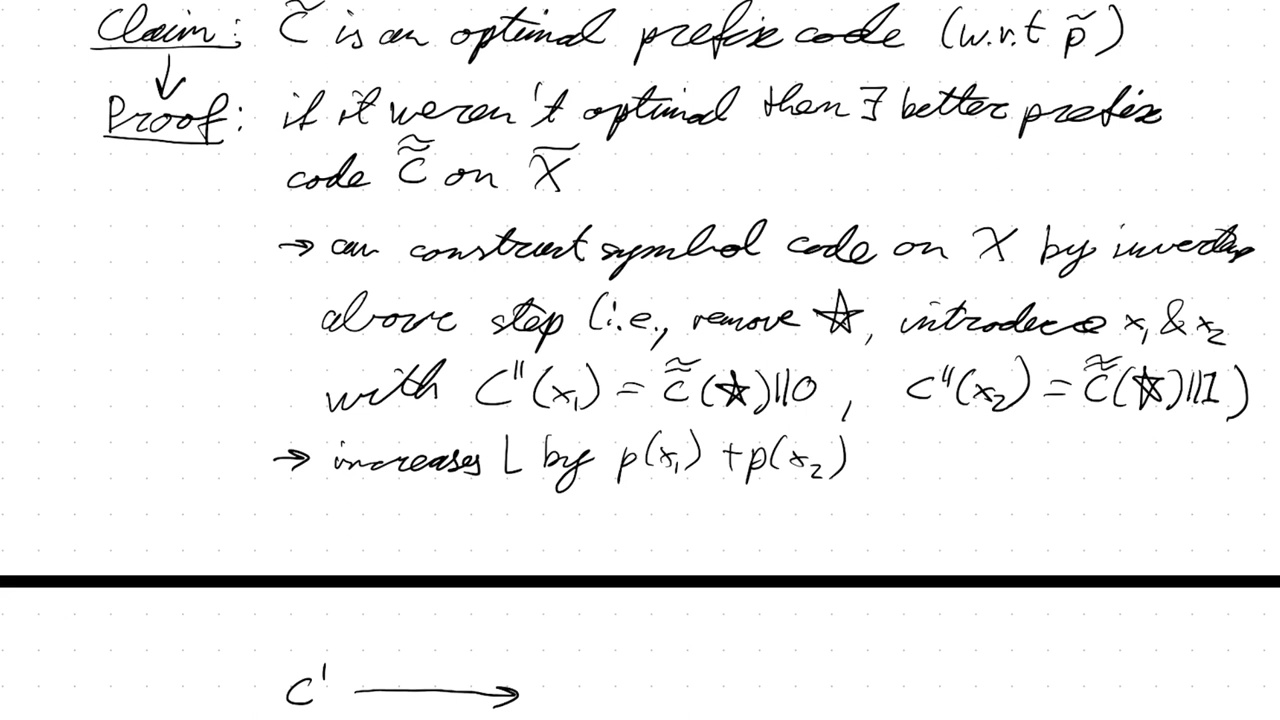 Claim: C̃ is an optimal prefix code (w.r.t p̃)
Proof: if it weren't optimal then ∃ better prefix
code C̃̃ on X̃
→ can construct symbol code on X by inverting
above step (i.e., remove ☆, introduce x₁ & x₂
with C''(x₁) = C̃̃(☆)||0, C''(x₂) = C̃̃(☆)||1)
→ increases L by p(x₁) + p(x₂)
C' →